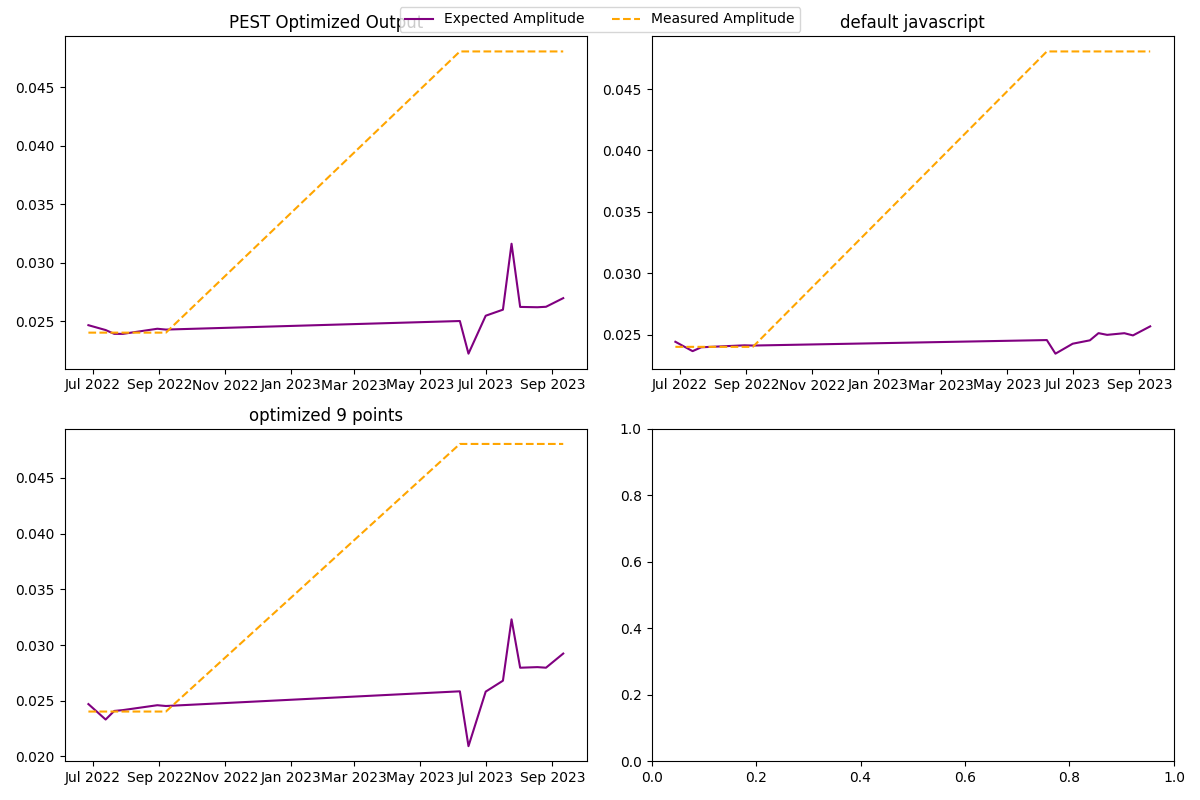 Expected Amplitude Measured Amplitude
PEST Optimized Output
0.045
0.040
0.035
0.030
0.025
Jul 2022 Sep 2022 Nov 2022 Jan 2023 Mar 2023 May 2023 Jul 2023 Sep 2023
default javascript
0.045
0.040
0.035
0.030
0.025
Jul 2022 Sep 2022 Nov 2022 Jan 2023 Mar 2023 May 2023 Jul 2023 Sep 2023
optimized 9 points
0.045
0.040
0.035
0.030
0.025
0.020
Jul 2022 Sep 2022 Nov 2022 Jan 2023 Mar 2023 May 2023 Jul 2023 Sep 2023
1.0
0.8
0.6
0.4
0.2
0.0
0.0 0.2 0.4 0.6 0.8 1.0